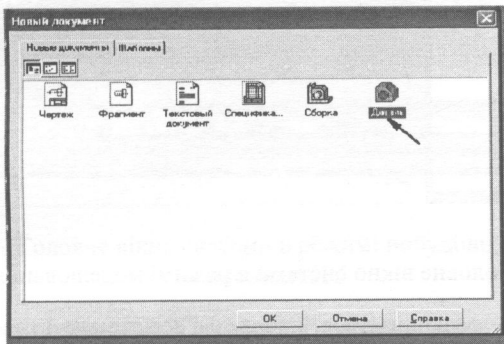 Новый документ
Новые документы Шаблоны
Чертеж Фрагмент Текстовый документ Специфика... Сборка Деталь
OK Отмена Справка